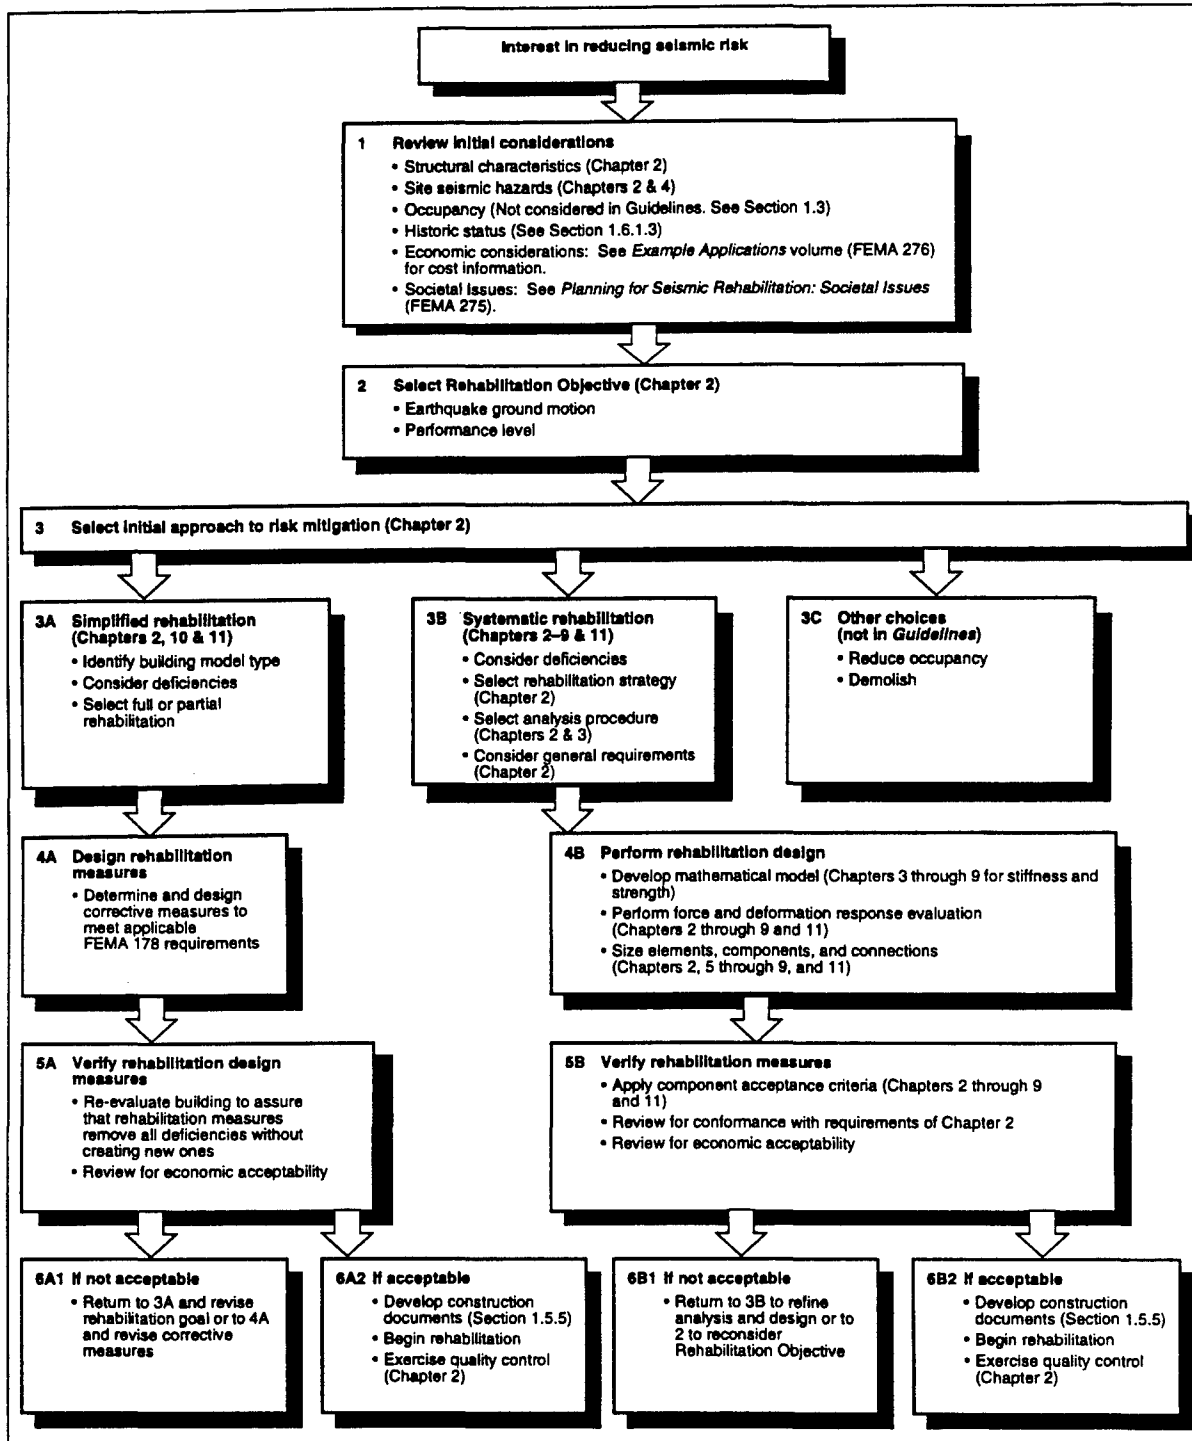 Interest in reducing seismic risk
1 Review initial considerations
• Structural characteristics (Chapter 2)
• Site seismic hazards (Chapters 2 & 4)
• Occupancy (Not considered in Guidelines. See Section 1.3)
• Historic status (See Section 1.6.1.3)
• Economic considerations: See Example Applications volume (FEMA 276)
for cost information.
• Societal Issues: See Planning for Seismic Rehabilitation: Societal Issues
(FEMA 275).
2 Select Rehabilitation Objective (Chapter 2)
• Earthquake ground motion
• Performance level
3 Select initial approach to risk mitigation (Chapter 2)
3A Simplified rehabilitation
(Chapters 2, 10 & 11)
• Identify building model type
• Consider deficiencies
• Select full or partial
rehabilitation
3B Systematic rehabilitation
(Chapters 2–9 & 11)
• Consider deficiencies
• Select rehabilitation strategy
(Chapter 2)
• Select analysis procedure
(Chapters 2 & 3)
• Consider general requirements
(Chapter 2)
3C Other choices
(not in Guidelines)
• Reduce occupancy
• Demolish
4A Design rehabilitation
measures
• Determine and design
corrective measures to
meet applicable
FEMA 178 requirements
4B Perform rehabilitation design
• Develop mathematical model (Chapters 3 through 9 for stiffness and
strength)
• Perform force and deformation response evaluation
(Chapters 2 through 9 and 11)
• Size elements, components, and connections
(Chapters 2, 5 through 9, and 11)
5A Verify rehabilitation design
measures
• Re-evaluate building to assure
that rehabilitation measures
remove all deficiencies without
creating new ones
• Review for economic acceptability
5B Verify rehabilitation measures
• Apply component acceptance criteria (Chapters 2 through 9
and 11)
• Review for conformance with requirements of Chapter 2
• Review for economic acceptability
6A1 If not acceptable
• Return to 3A and revise
rehabilitation goal or to 4A
and revise corrective
measures
6A2 If acceptable
• Develop construction
documents (Section 1.5.5)
• Begin rehabilitation
• Exercise quality control
(Chapter 2)
6B1 If not acceptable
• Return to 3B to refine
analysis and design or to
2 to reconsider
Rehabilitation Objective
6B2 If acceptable
• Develop construction
documents (Section 1.5.5)
• Begin rehabilitation
• Exercise quality control
(Chapter 2)